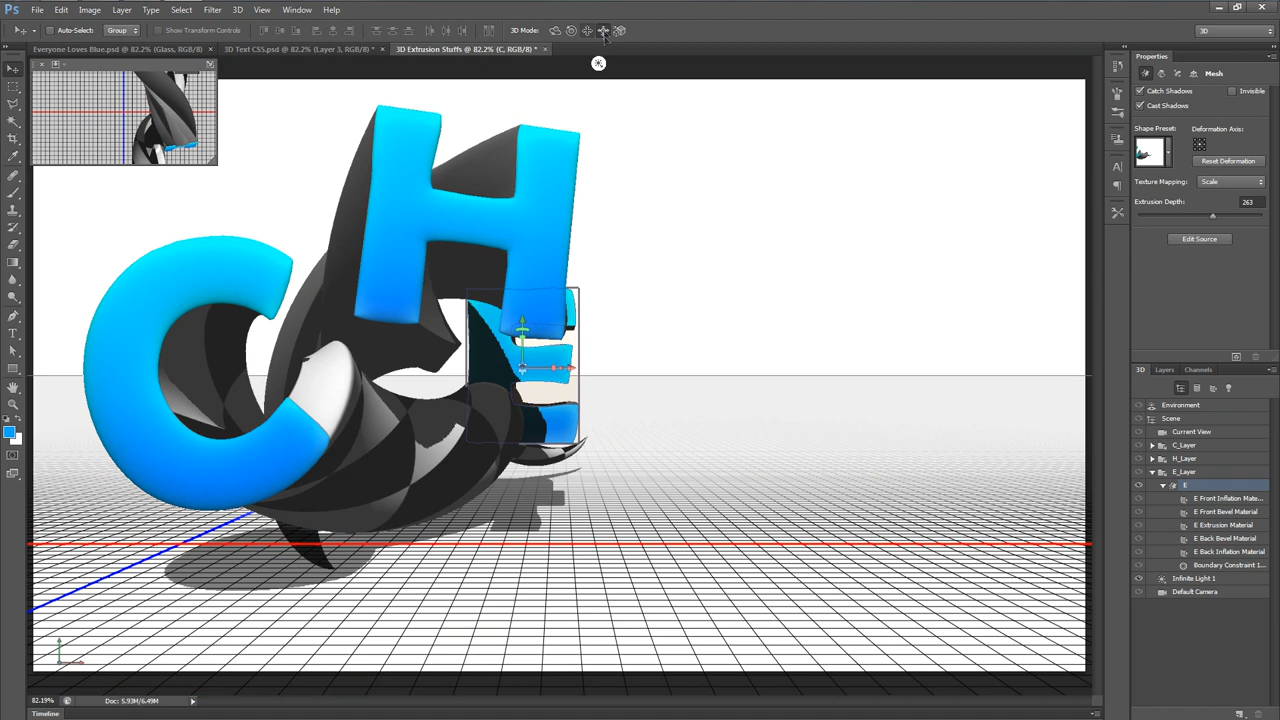 Ps File Edit Image Layer Type Select Filter 3D View Window Help
Auto-Select: Group Show Transform Controls 3D Mode: 3D
Everyone Loves Blue.psd @ 82.2% (Glass, RGB/8) × 3D Text CS5.psd @ 82.2% (Layer 3, RGB/8) * × 3D Extrusion Stuffs @ 82.2% (C, RGB/8) * ×
Properties
Mesh
Catch Shadows Invisible
Cast Shadows
Shape Preset: Deformation Axis:
Reset Deformation
Texture Mapping: Scale
Extrusion Depth: 263
Edit Source
H
C
E
3D Layers Channels
Environment
Scene
Current View
C_Layer
H_Layer
E_Layer
E
E Front Inflation Mate...
E Front Bevel Material
E Extrusion Material
E Back Bevel Material
E Back Inflation Material
Boundary Constraint 1...
Infinite Light 1
Default Camera
82.19% Doc: 5.93M/6.49M
Timeline